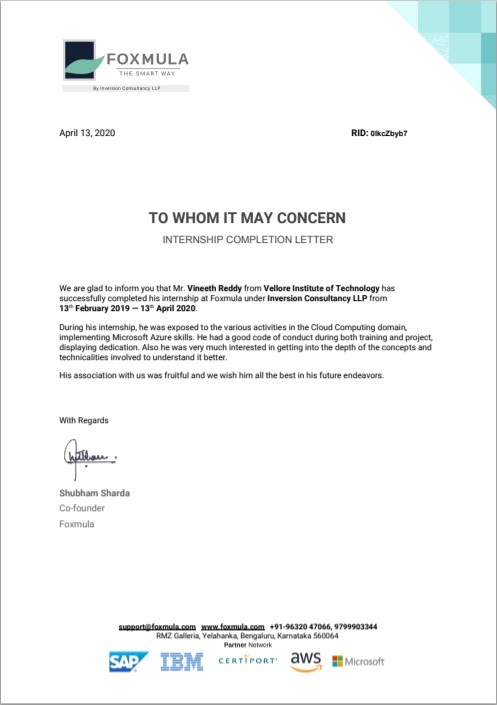 FOXMULA
THE SMART WAY
By Inversion Consultancy LLP
April 13, 2020
RID: 0IkcZbyb7
TO WHOM IT MAY CONCERN
INTERNSHIP COMPLETION LETTER
We are glad to inform you that Mr. Vineeth Reddy from Vellore Institute of Technology has
successfully completed his internship at Foxmula under Inversion Consultancy LLP from
13th February 2019 — 13th April 2020.
During his internship, he was exposed to the various activities in the Cloud Computing domain,
implementing Microsoft Azure skills. He had a good code of conduct during both training and project,
displaying dedication. Also he was very much interested in getting into the depth of the concepts and
technicalities involved to understand it better.
His association with us was fruitful and we wish him all the best in his future endeavors.
With Regards
Shubham Sharda
Co-founder
Foxmula
support@foxmula.com www.foxmula.com +91-96320 47066, 9799903344
RMZ Galleria, Yelahanka, Bengaluru, Karnataka 560064
Partner Network
SAP IBM CERTIPORT aws Microsoft